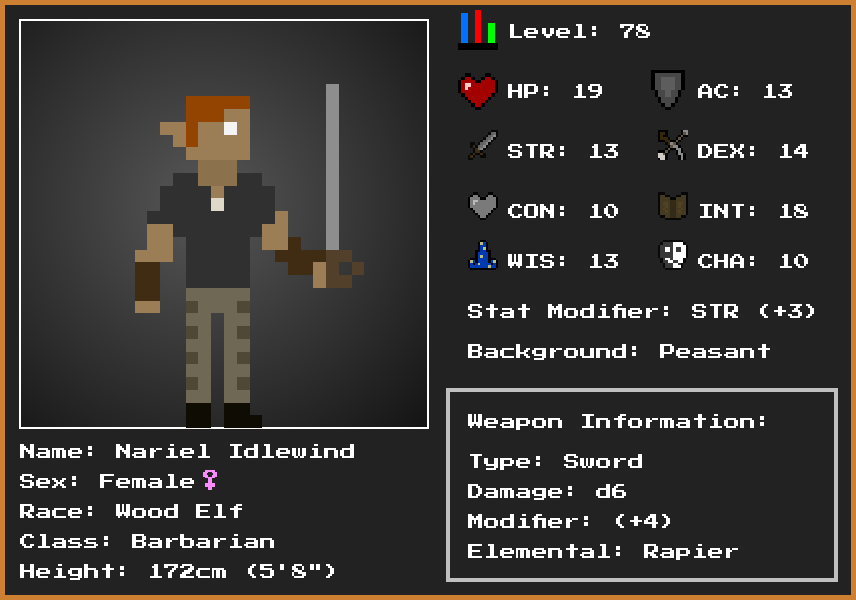 Level: 78
HP: 19 AC: 13
STR: 13 DEX: 14
CON: 10 INT: 18
WIS: 13 CHA: 10
Stat Modifier: STR (+3)
Background: Peasant
Weapon Information:
Type: Sword
Damage: d6
Modifier: (+4)
Elemental: Rapier
Name: Nariel Idlewind
Sex: Female♀
Race: Wood Elf
Class: Barbarian
Height: 172cm (5'8")